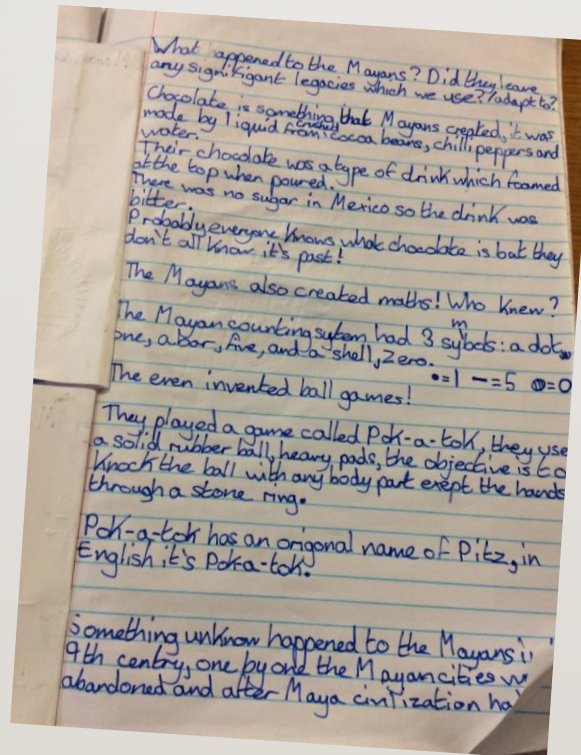 What appened to the Mayans? Did they leave
any signifigant legacies which we use?/adapt to?
Chocolate is something that Mayans created, it was
made by liquid from crushed cocoa beans, chilli peppers and
water.
Their chocolate was a type of drink which foamed
at the top when poured.
There was no sugar in Mexico so the drink was
bitter.
Probably everyone knows what chocolate is but they
don't all know it's past!
The Mayans also created maths! Who knew?
The Mayan counting sytem had 3 symbols: a dot,
one, a bar, five, and a shell, zero.
•=1 —=5 =0
The even invented ball games!
They played a game called Pok-a-tok, they use
a solid rubber ball, heavy pads, the objective is to
knock the ball with any body part exept the hands
through a stone ring.
Pok-a-tok has an origonal name of Pitz, in
English it's Pok-a-tok.
Something unknow happened to the Mayans
9th centry, one by one the Mayan cities
abandoned and after Maya civilization